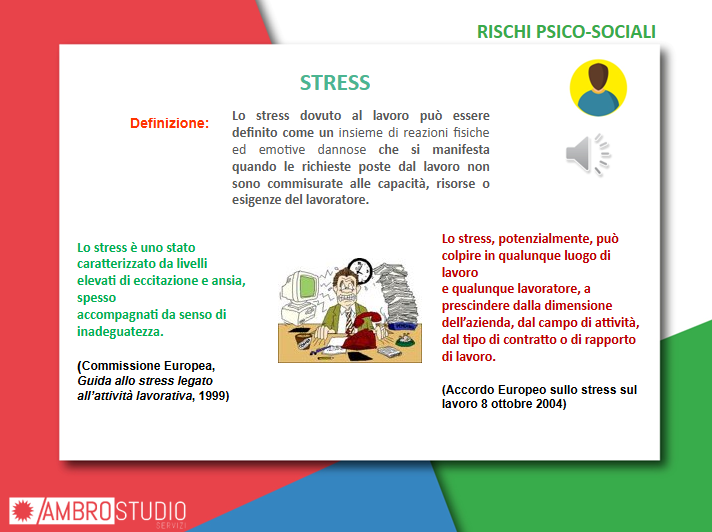 RISCHI PSICO-SOCIALI
STRESS
Definizione:
Lo stress dovuto al lavoro può essere
definito come un insieme di reazioni fisiche
ed emotive dannose che si manifesta
quando le richieste poste dal lavoro non
sono commisurate alle capacità, risorse o
esigenze del lavoratore.
Lo stress è uno stato
caratterizzato da livelli
elevati di eccitazione e ansia,
spesso
accompagnati da senso di
inadeguatezza.
(Commissione Europea,
Guida allo stress legato
all'attività lavorativa, 1999)
Lo stress, potenzialmente, può
colpire in qualunque luogo di
lavoro
e qualunque lavoratore, a
prescindere dalla dimensione
dell'azienda, dal campo di attività,
dal tipo di contratto o di rapporto
di lavoro.
(Accordo Europeo sullo stress sul
lavoro 8 ottobre 2004)
AMBROSTUDIO
SERVIZI